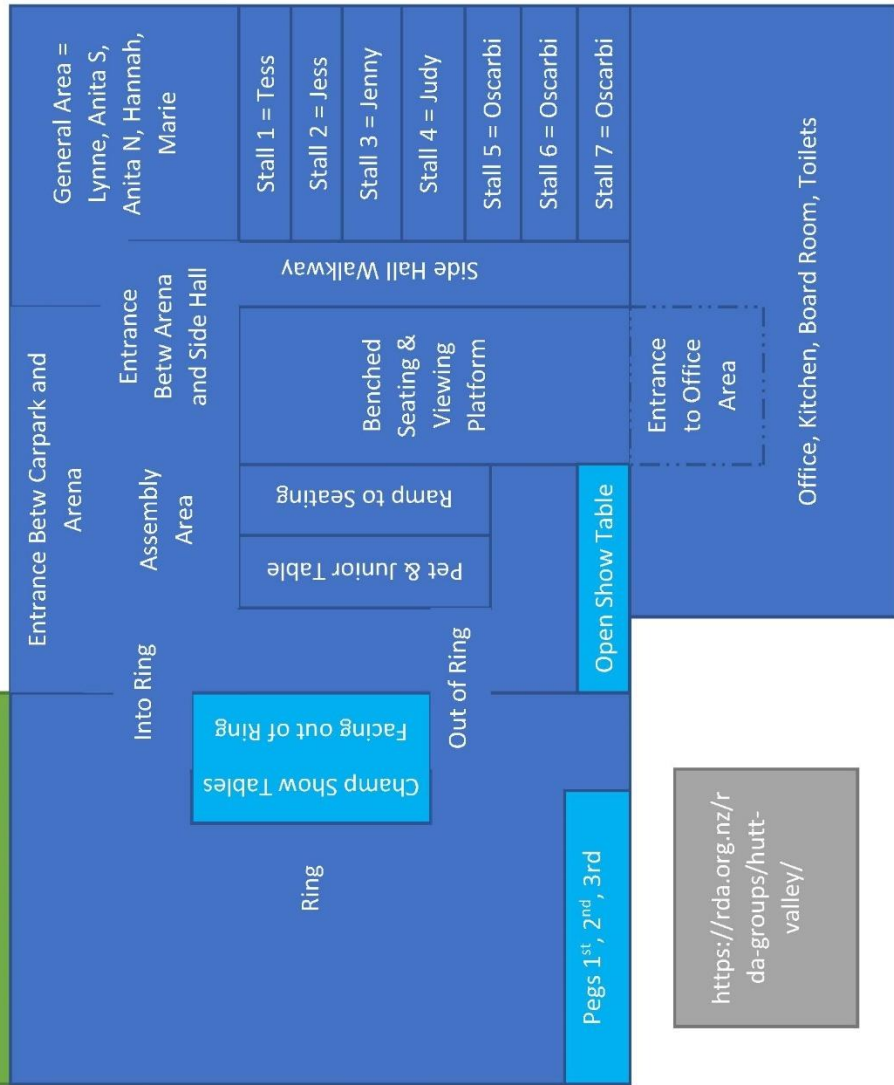 General Area =
Lynne, Anita S,
Anita N, Hannah,
Marie
Stall 1 = Tess
Stall 2 = Jess
Stall 3 = Jenny
Stall 4 = Judy
Stall 5 = Oscarbi
Stall 6 = Oscarbi
Stall 7 = Oscarbi
Side Hall Walkway
Entrance Betw Carpark and
Arena
Entrance
Betw Arena
and Side Hall
Benched
Seating &
Viewing
Platform
Entrance
to Office
Area
Office, Kitchen, Board Room, Toilets
Assembly
Area
Ramp to Seating
Pet & Junior Table
Open Show Table
Into Ring
Out of Ring
Champ Show Tables
Facing out of Ring
Ring
Pegs 1st, 2nd, 3rd
https://rda.org.nz/r
da-groups/hutt-
valley/